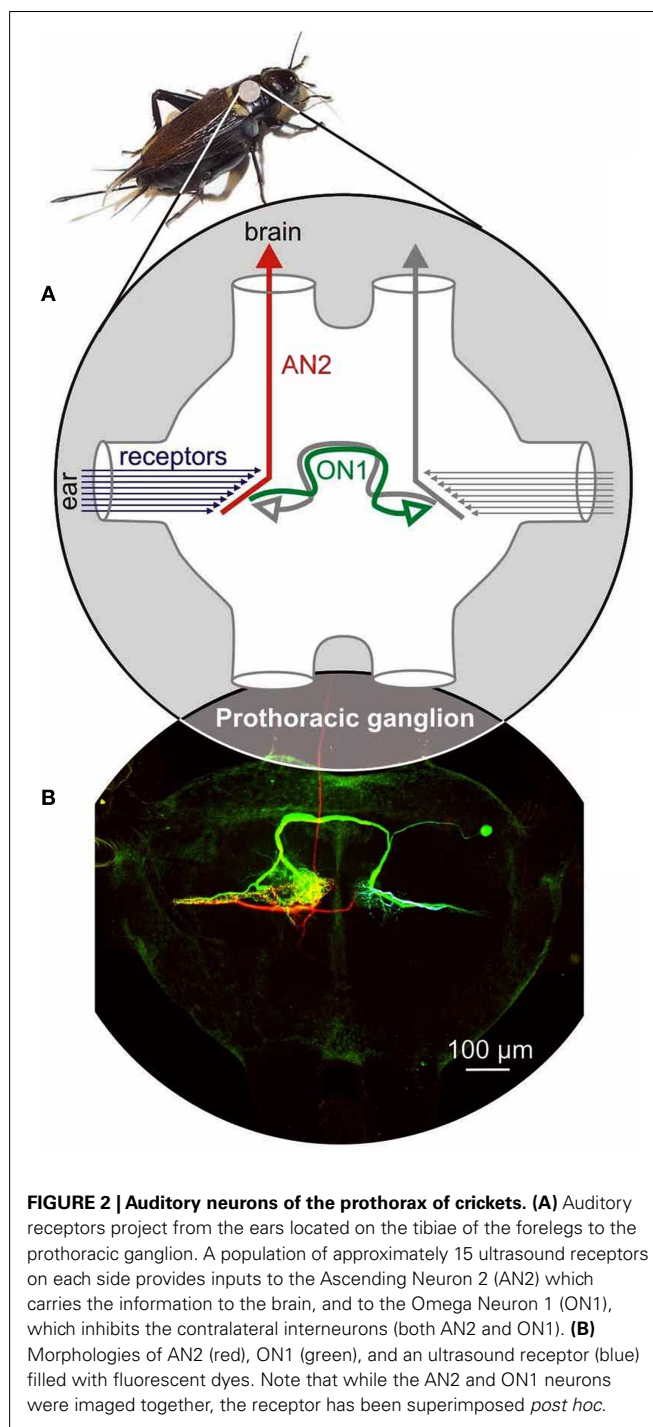 brain
A
AN2
receptors
ON1
ear
Prothoracic ganglion
B
100 µm
FIGURE 2 | Auditory neurons of the prothorax of crickets. (A) Auditory
receptors project from the ears located on the tibiae of the forelegs to the
prothoracic ganglion. A population of approximately 15 ultrasound receptors
on each side provides inputs to the Ascending Neuron 2 (AN2) which
carries the information to the brain, and to the Omega Neuron 1 (ON1),
which inhibits the contralateral interneurons (both AN2 and ON1). (B)
Morphologies of AN2 (red), ON1 (green), and an ultrasound receptor (blue)
filled with fluorescent dyes. Note that while the AN2 and ON1 neurons
were imaged together, the receptor has been superimposed post hoc.